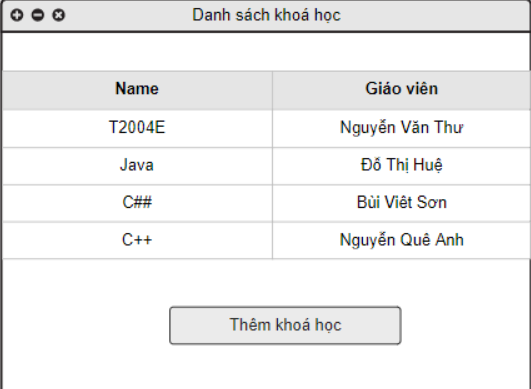 Danh sách khoá học
Name Giáo viên
T2004E Nguyễn Văn Thư
Java Đỗ Thị Huệ
C## Bùi Viêt Sơn
C++ Nguyễn Quê Anh
Thêm khoá học